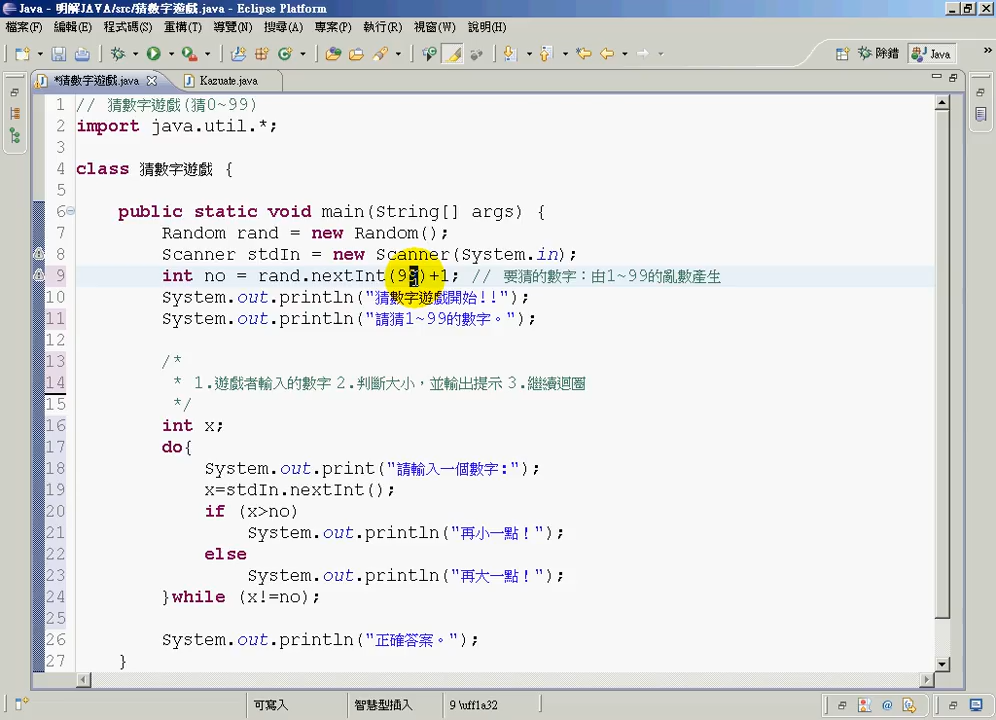 Java - 明解JAVA/src/猜數字遊戲.java - Eclipse Platform
檔案(F) 編輯(E) 程式碼(S) 重構(T) 導覽(N) 搜尋(A) 專案(P) 執行(R) 視窗(W) 說明(H)
除錯 Java »
*猜數字遊戲.java Kazuate.java
1 // 猜數字遊戲(猜0~99)
2 import java.util.*;
3
4 class 猜數字遊戲 {
5
6 public static void main(String[] args) {
7 Random rand = new Random();
8 Scanner stdIn = new Scanner(System.in);
9 int no = rand.nextInt(99)+1; // 要猜的數字：由1~99的亂數產生
10 System.out.println("猜數字遊戲開始!!");
11 System.out.println("請猜1~99的數字。");
12
13 /*
14 * 1.遊戲者輸入的數字 2.判斷大小，並輸出提示 3.繼續迴圈
15 */
16 int x;
17 do{
18 System.out.print("請輸入一個數字:");
19 x=stdIn.nextInt();
20 if (x>no)
21 System.out.println("再小一點！");
22 else
23 System.out.println("再大一點！");
24 }while (x!=no);
25
26 System.out.println("正確答案。");
27 }
可寫入 智慧型插入 9 \uff1a32